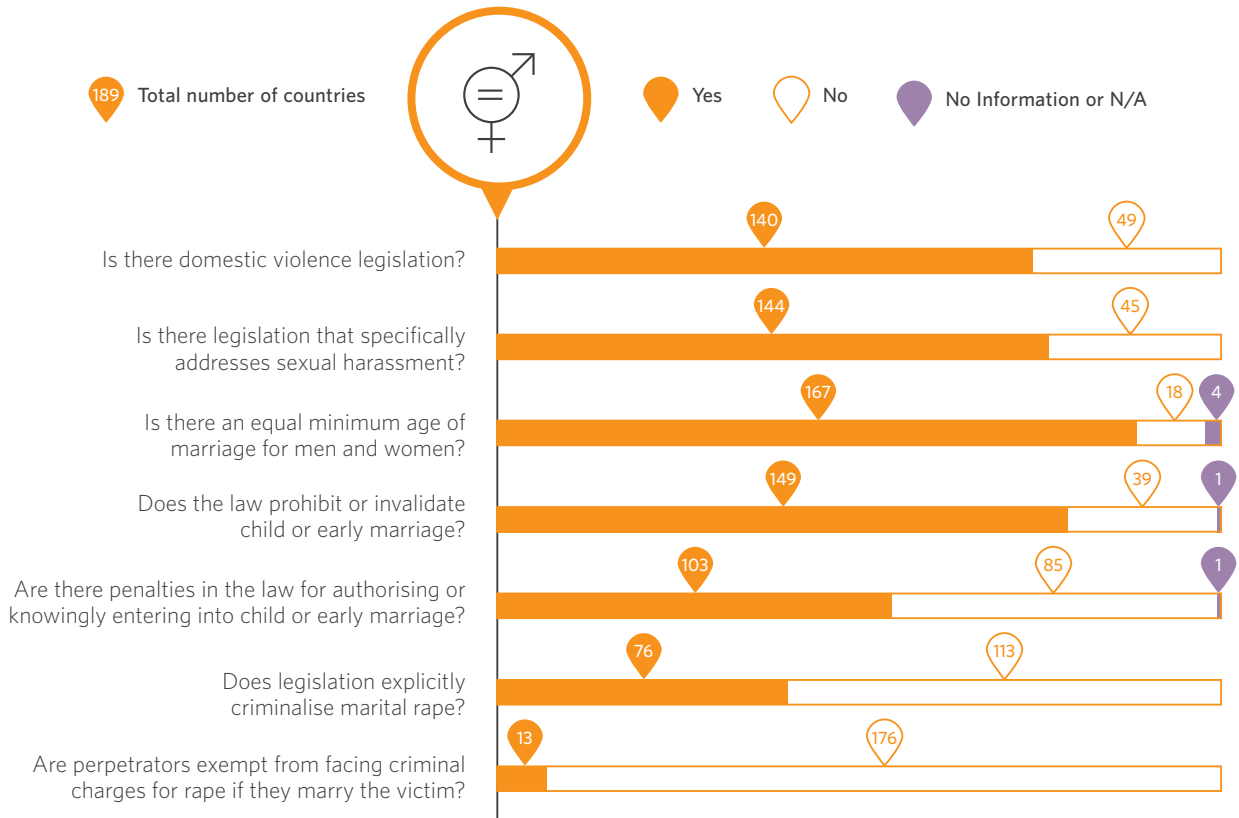 189 Total number of countries
Yes
No
No Information or N/A
140
49
Is there domestic violence legislation?
144
45
Is there legislation that specifically
addresses sexual harassment?
167
18
4
Is there an equal minimum age of
marriage for men and women?
149
39
1
Does the law prohibit or invalidate
child or early marriage?
103
85
1
Are there penalties in the law for authorising or
knowingly entering into child or early marriage?
76
113
Does legislation explicitly
criminalise marital rape?
13
176
Are perpetrators exempt from facing criminal
charges for rape if they marry the victim?